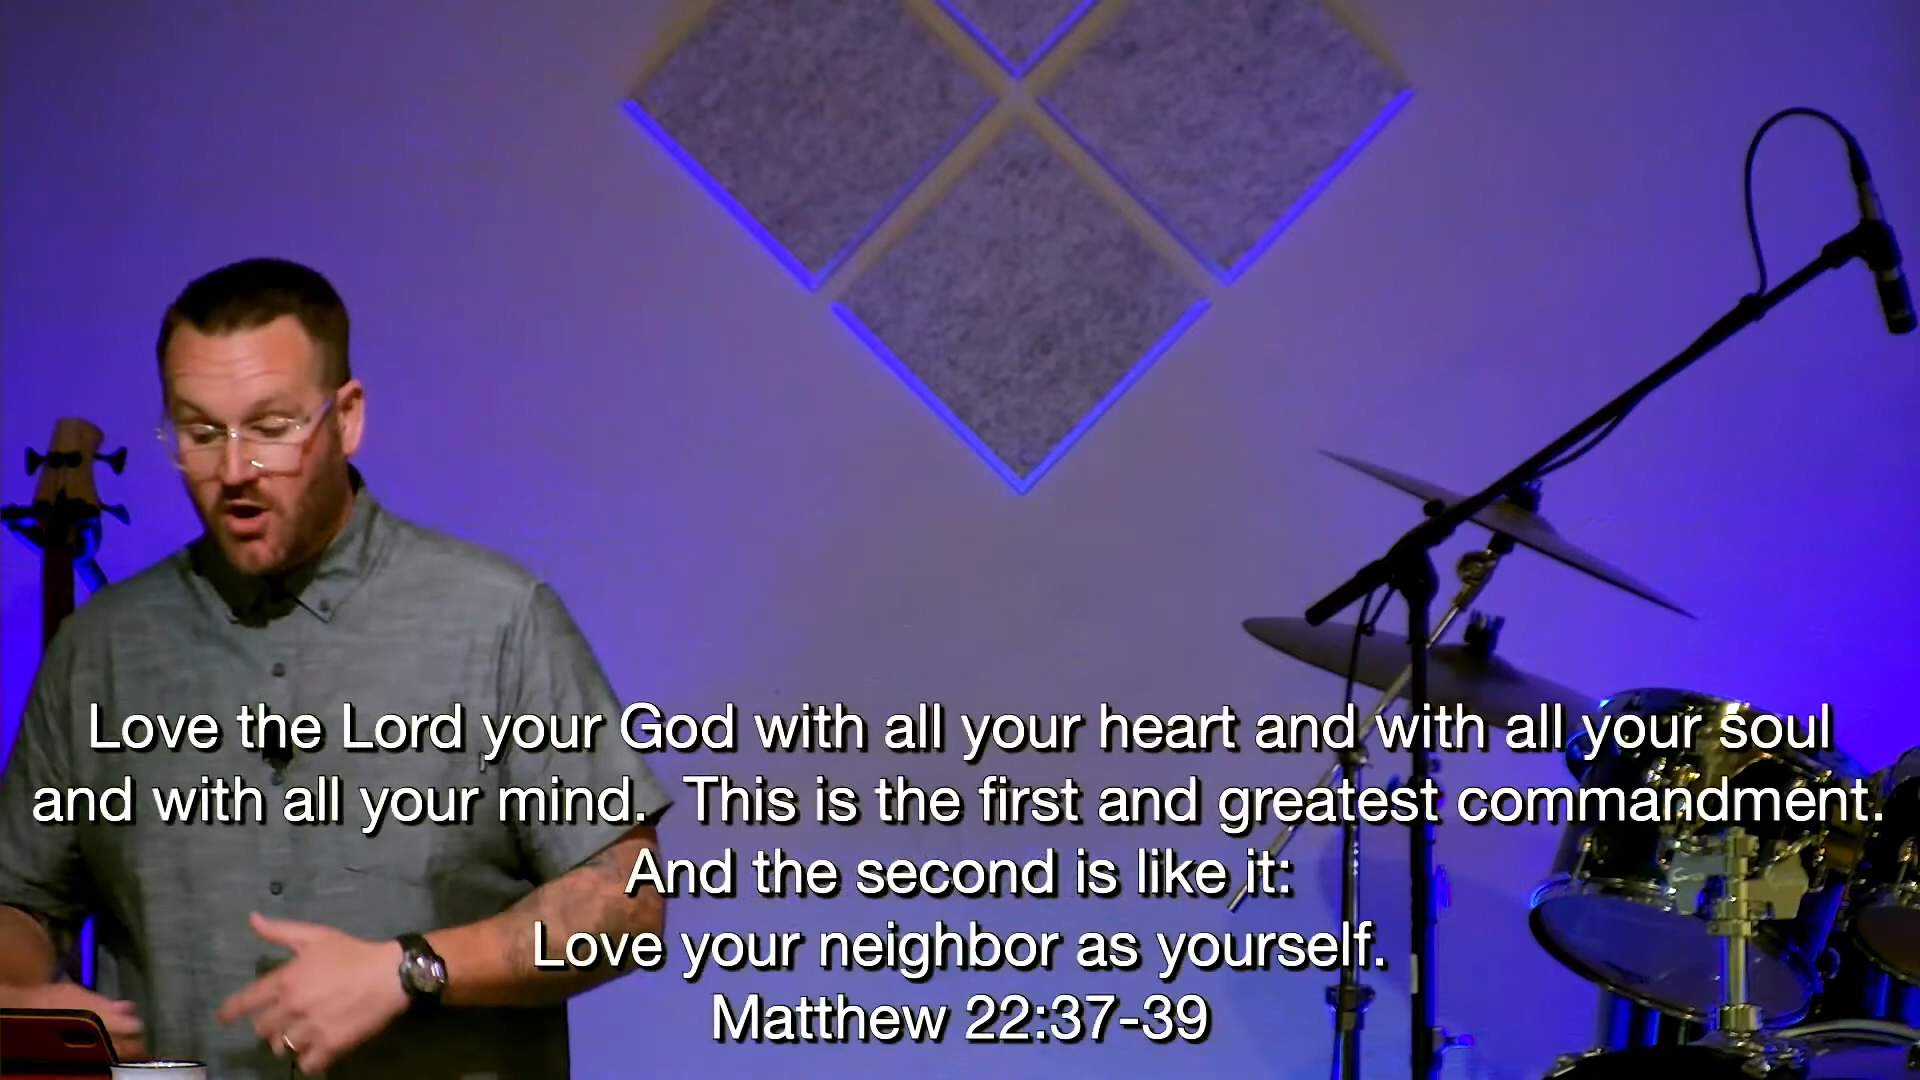 Love the Lord your God with all your heart and with all your soul
and with all your mind.  This is the first and greatest commandment.
And the second is like it:
Love your neighbor as yourself.
Matthew 22:37-39